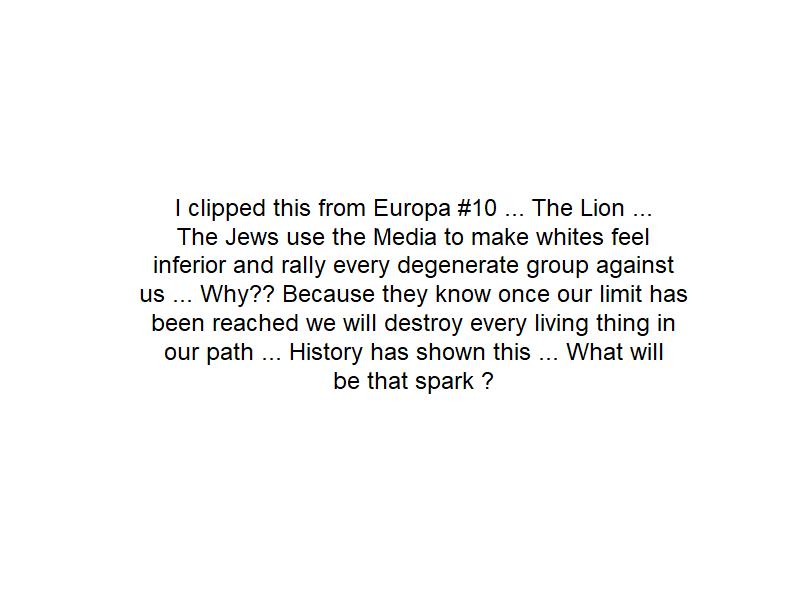 I clipped this from Europa #10 ... The Lion ...
The Jews use the Media to make whites feel
inferior and rally every degenerate group against
us ... Why?? Because they know once our limit has
been reached we will destroy every living thing in
our path ... History has shown this ... What will
be that spark ?